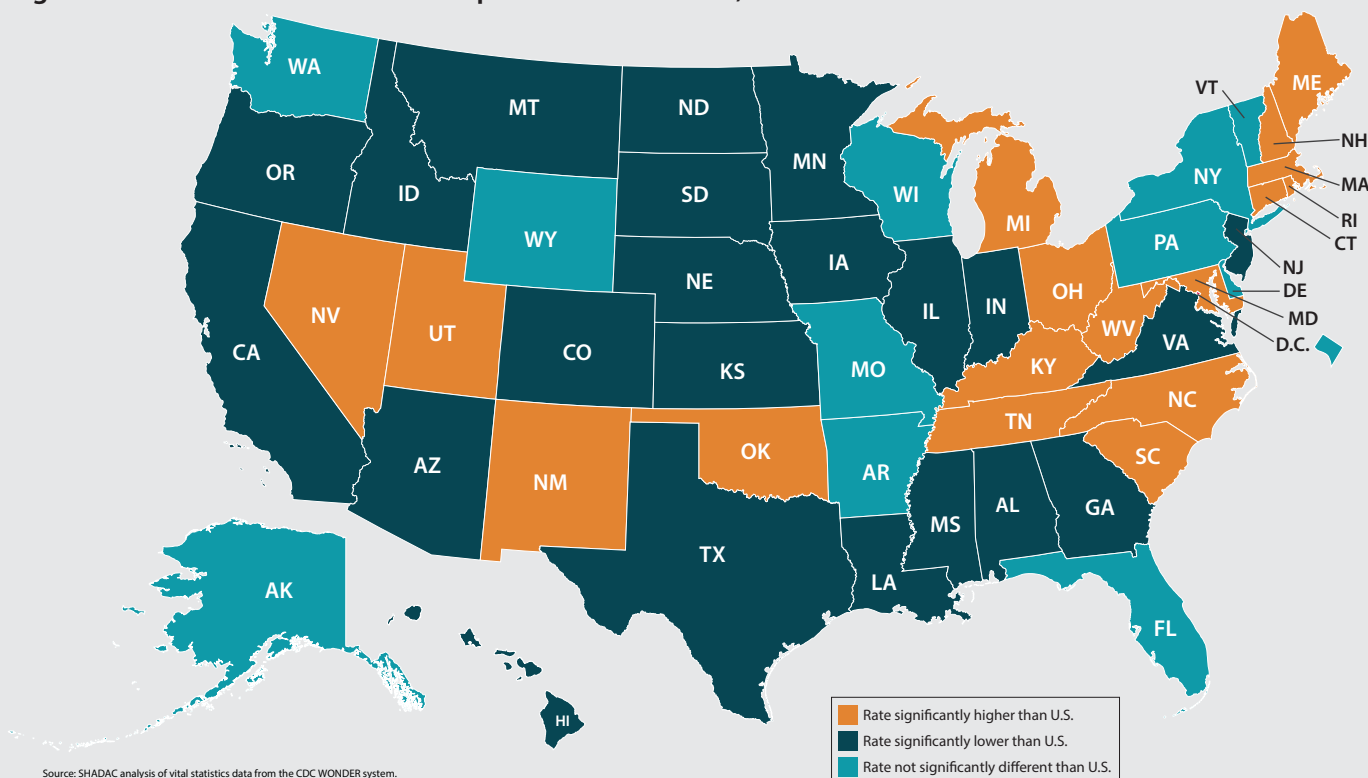 WA
MT
ND
MN
OR
ID
SD
WI
WY
MI
NY
VT
ME
NH
MA
RI
CT
NJ
DE
MD
D.C.
PA
IA
NE
NV
UT
CO
CA
IL
IN
OH
WV
VA
KS
MO
KY
NC
TN
SC
AZ
NM
OK
AR
MS
AL
GA
TX
LA
AK
FL
HI
Rate significantly higher than U.S.
Rate significantly lower than U.S.
Rate not significantly different than U.S.
Source: SHADAC analysis of vital statistics data from the CDC WONDER system.